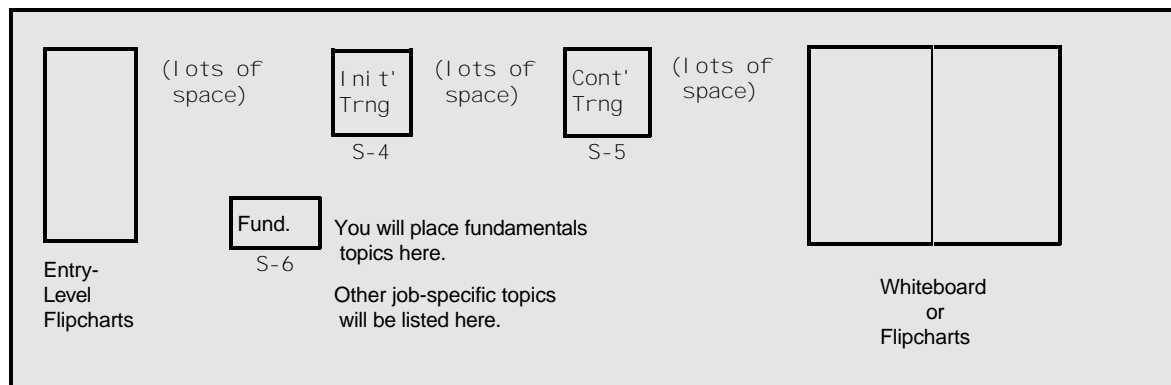 (lots of
space)
Init'
Trng
S-4
(lots of
space)
Cont'
Trng
S-5
(lots of
space)
Fund.
S-6
You will place fundamentals
topics here.
Other job-specific topics
will be listed here.
Entry-
Level
Flipcharts
Whiteboard
or
Flipcharts